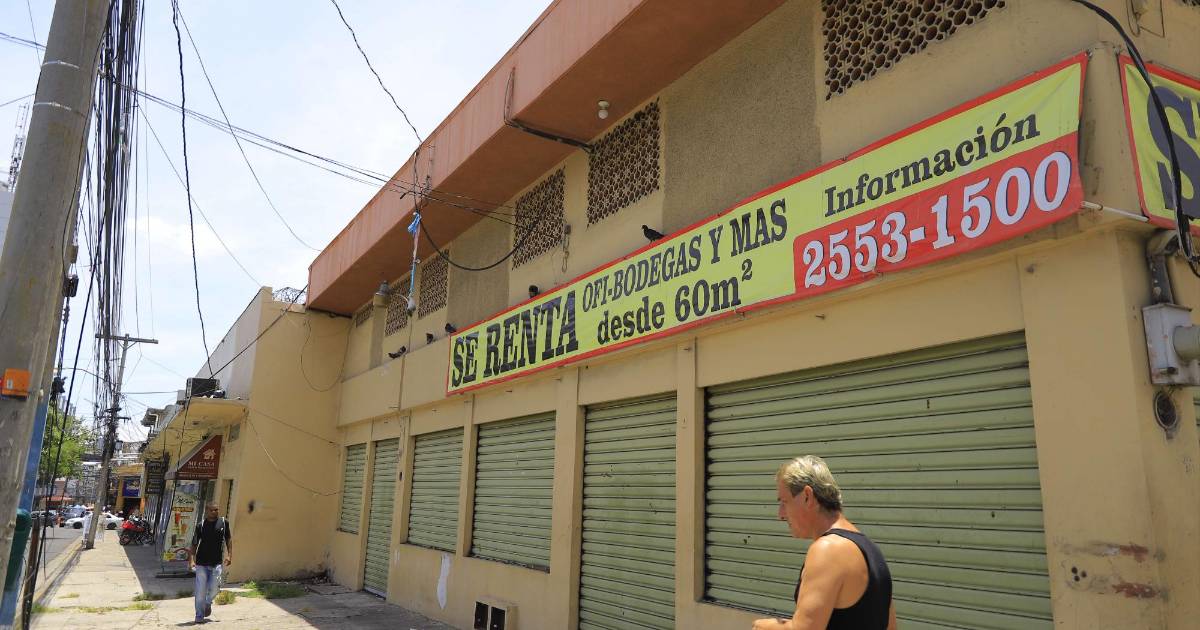 SE RENTA
OFI-BODEGAS Y MAS
desde 60m²
Información
2553-1500
MI CASA